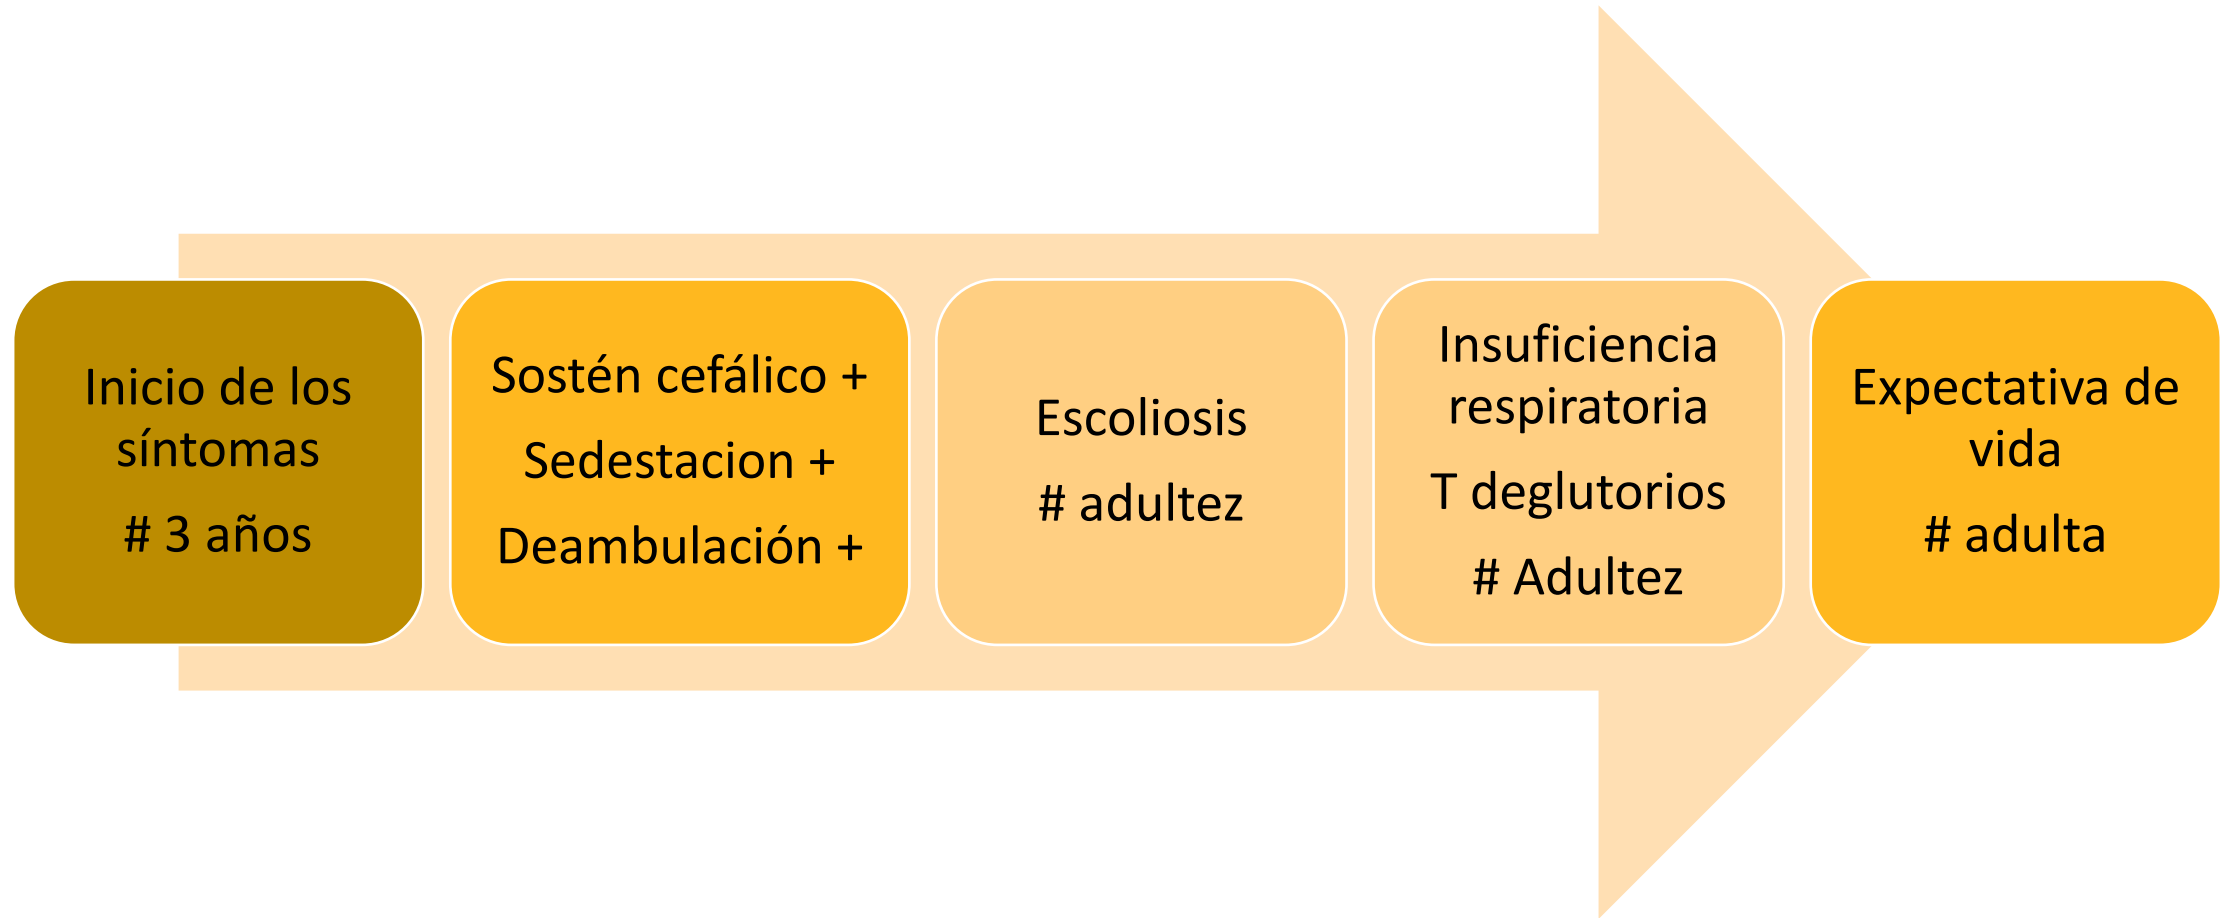 Inicio de los
síntomas
# 3 años
Sostén cefálico +
Sedestacion +
Deambulación +
Escoliosis
# adultez
Insuficiencia
respiratoria
T deglutorios
# Adultez
Expectativa de
vida
# adulta